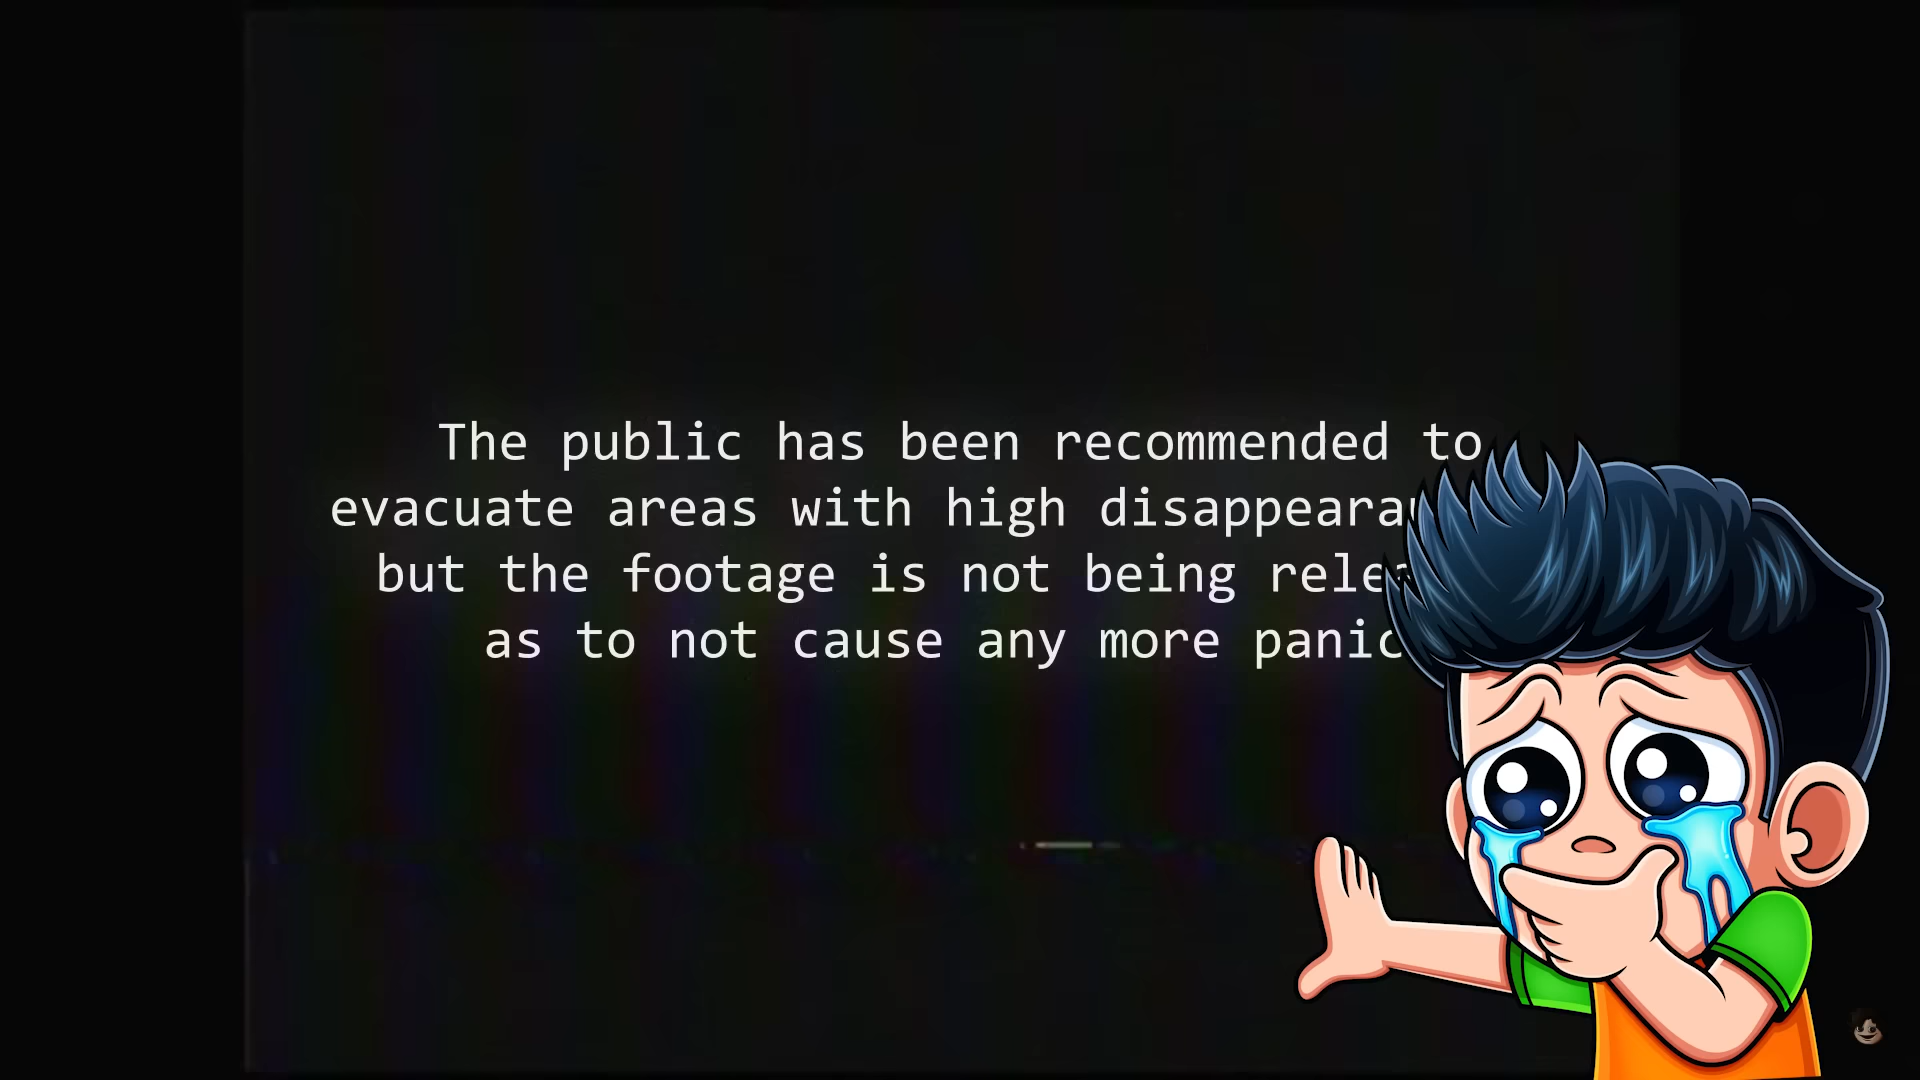 The public has been recommended to
evacuate areas with high
but the footage is not being
as to not cause any more panic